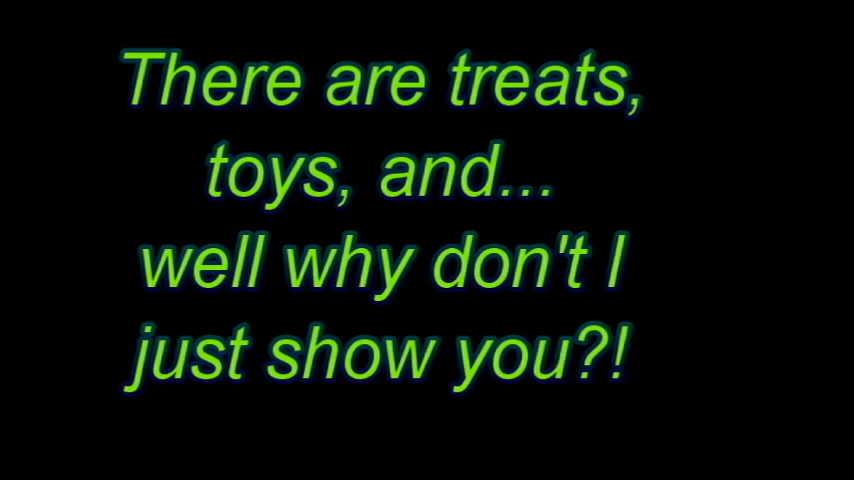 There are treats,
toys, and...
well why don't I
just show you?!